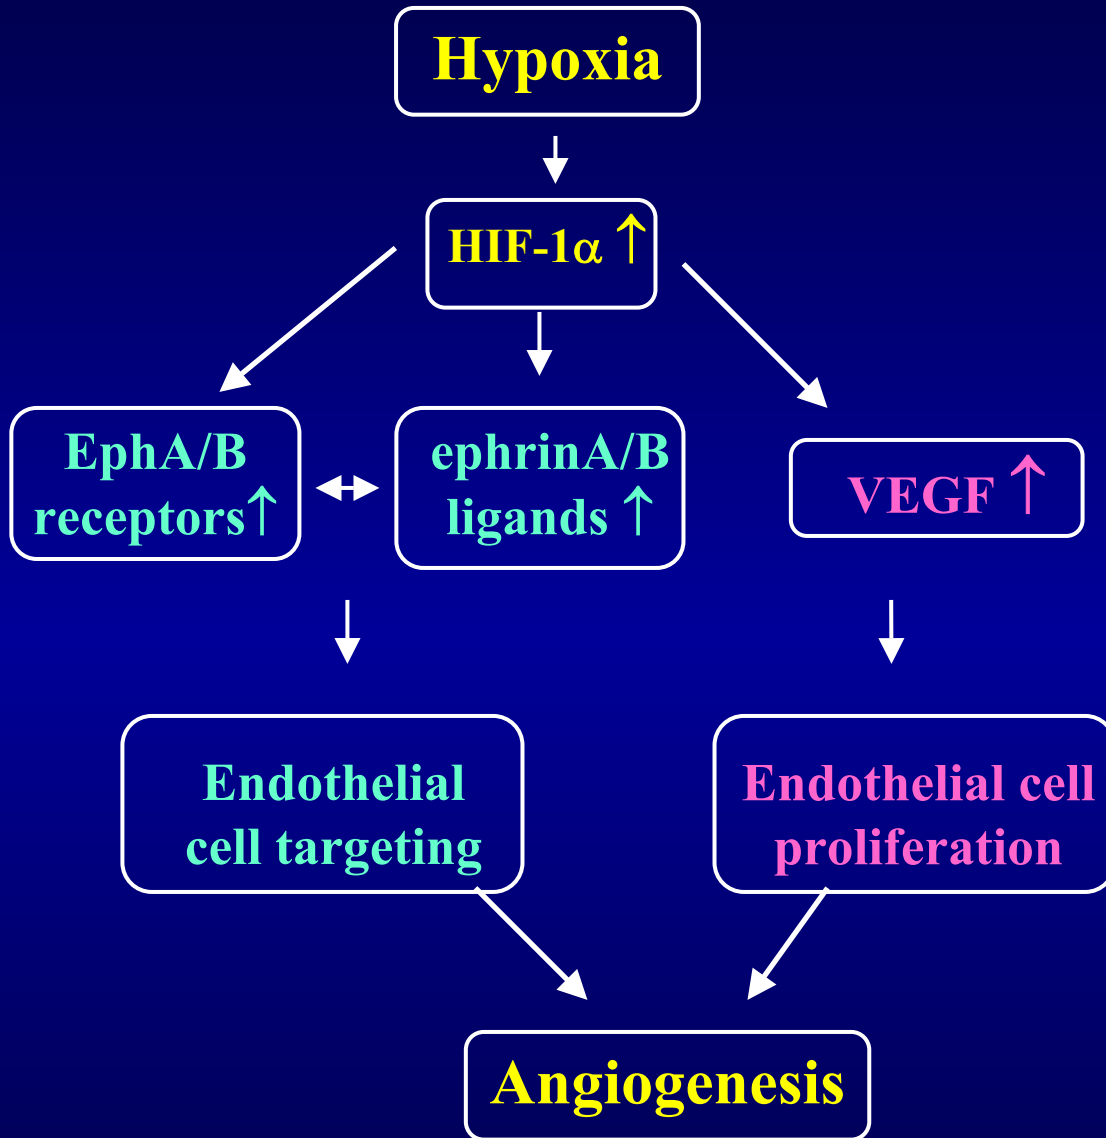 Hypoxia
HIF-1α ↑
EphA/B
receptors↑
ephrinA/B
ligands ↑
VEGF ↑
Endothelial
cell targeting
Endothelial cell
proliferation
Angiogenesis